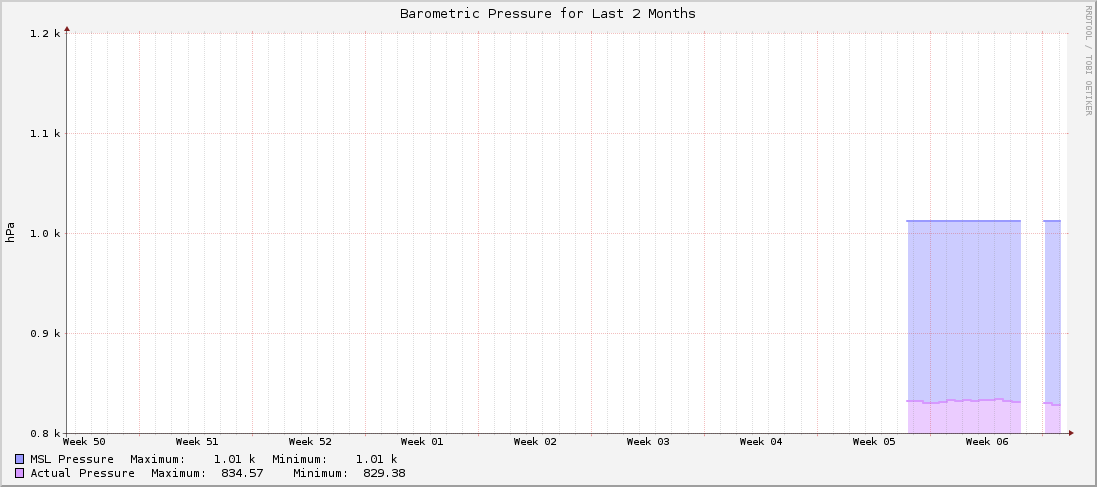 Barometric Pressure for Last 2 Months
RRDTOOL / TOBI OETIKER
1.2 k
1.1 k
1.0 k
0.9 k
0.8 k
hPa
Week 50 Week 51 Week 52 Week 01 Week 02 Week 03 Week 04 Week 05 Week 06
MSL Pressure Maximum: 1.01 k Minimum: 1.01 k
Actual Pressure Maximum: 834.57 Minimum: 829.38